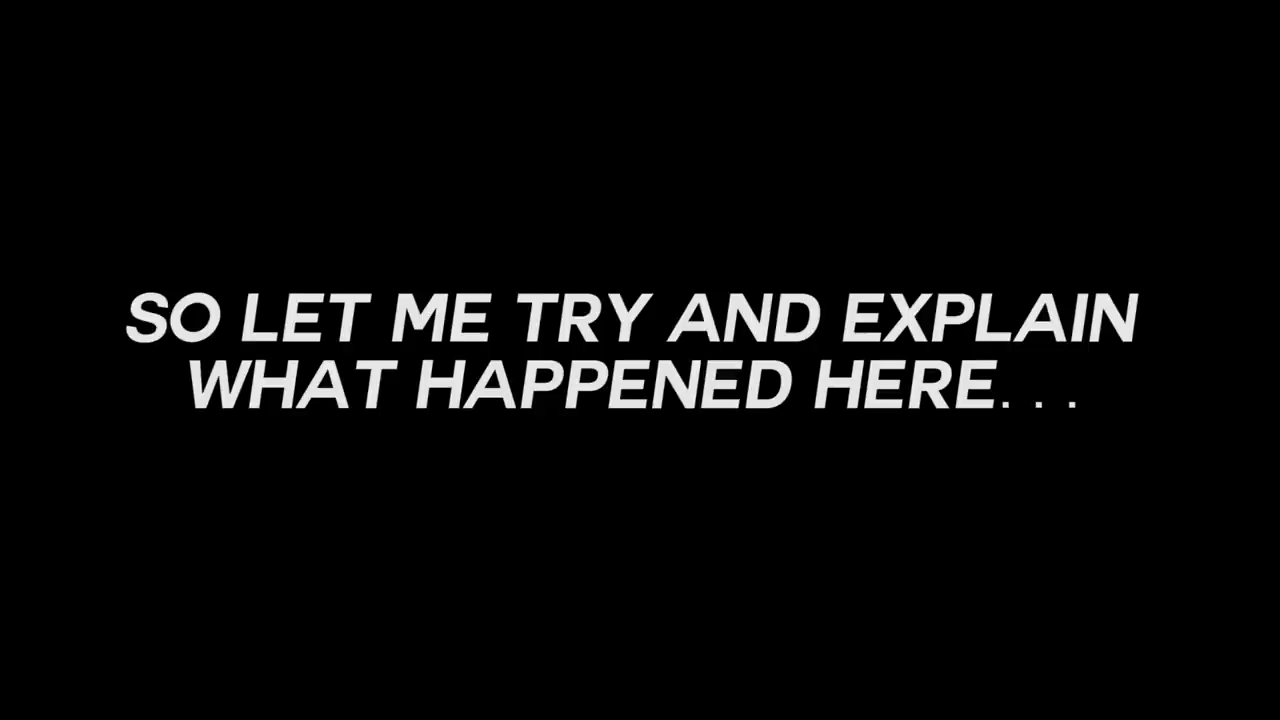 SO LET ME TRY AND EXPLAIN
WHAT HAPPENED HERE. . .